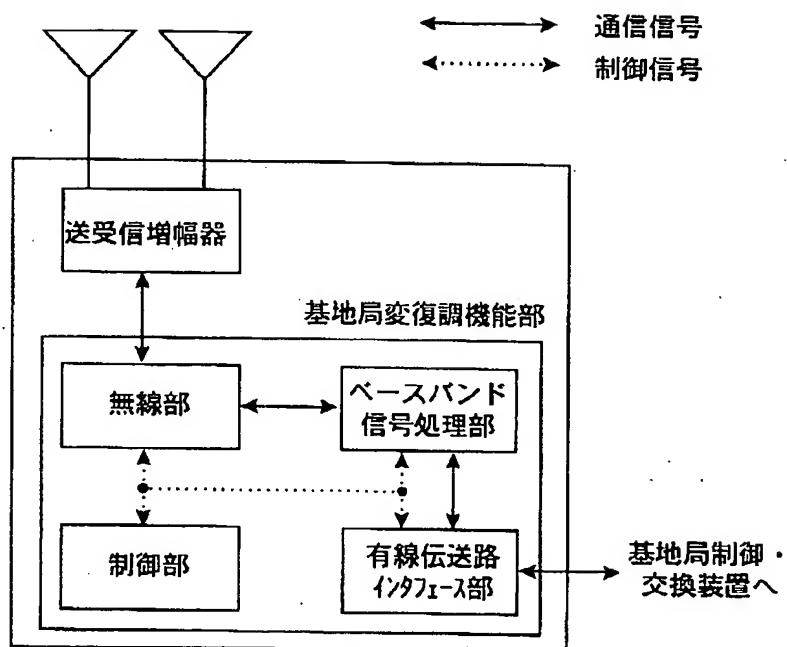 通信信号
制御信号
送受信増幅器
基地局変復調機能部
無線部
ベースバンド
信号処理部
制御部
有線伝送路
インタフェース部
基地局制御・
交換装置へ